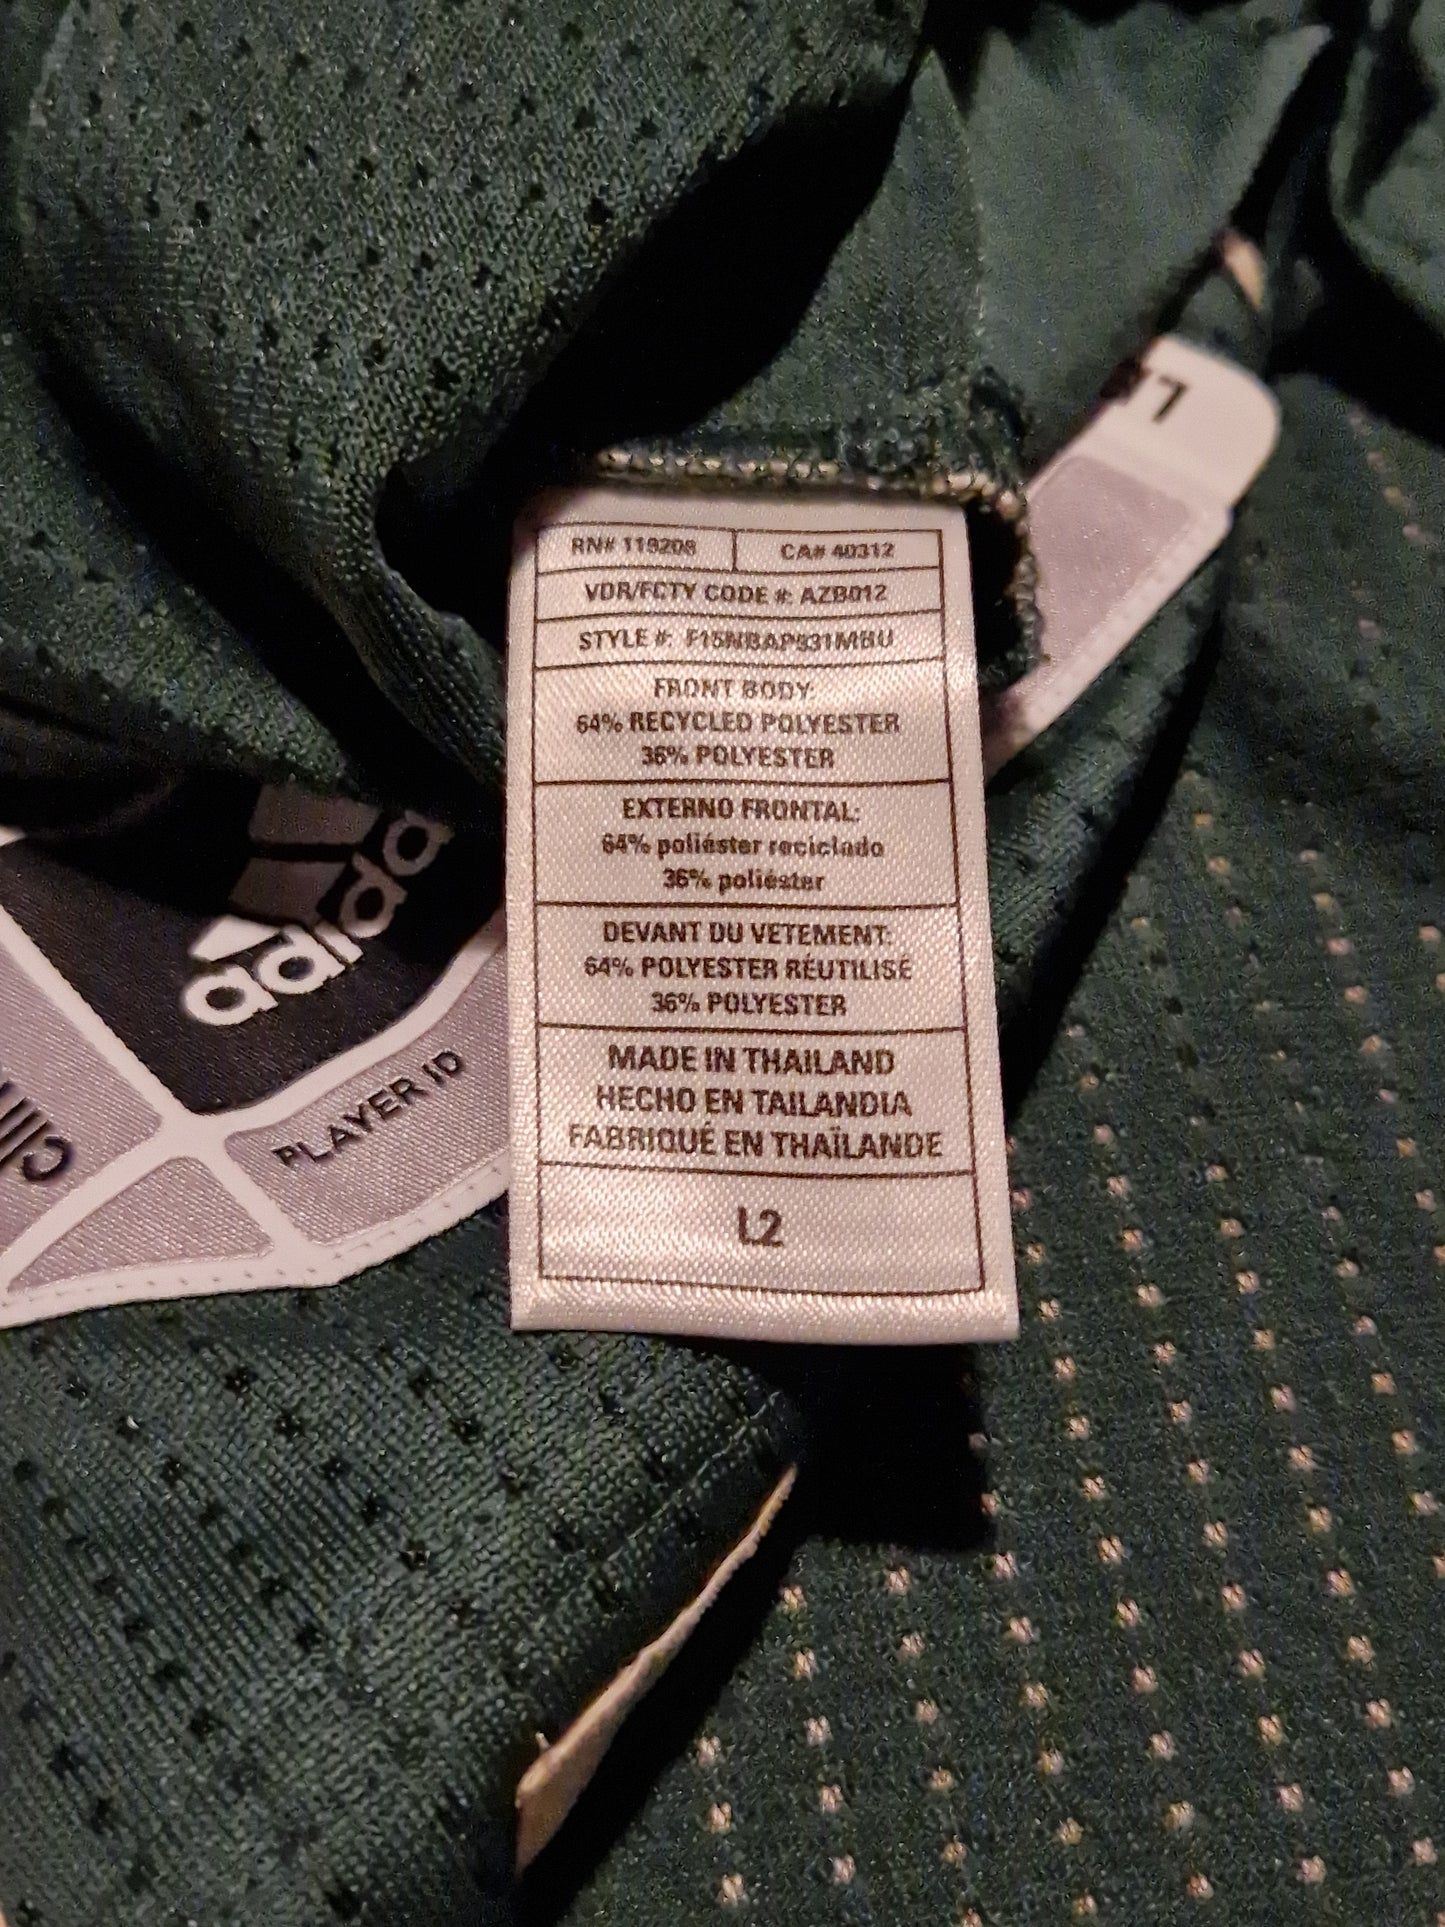 RN# 119208 CA# 40312
VDR/FCTY CODE #: AZB012
STYLE #: F15NBAP931MBU
FRONT BODY:
64% RECYCLED POLYESTER
36% POLYESTER
EXTERNO FRONTAL:
64% poliéster reciclado
36% poliéster
DEVANT DU VETEMENT:
64% POLYESTER RÉUTILISÉ
36% POLYESTER
MADE IN THAILAND
HECHO EN TAILANDIA
FABRIQUÉ EN THAÏLANDE
L2
adidas
PLAYER ID